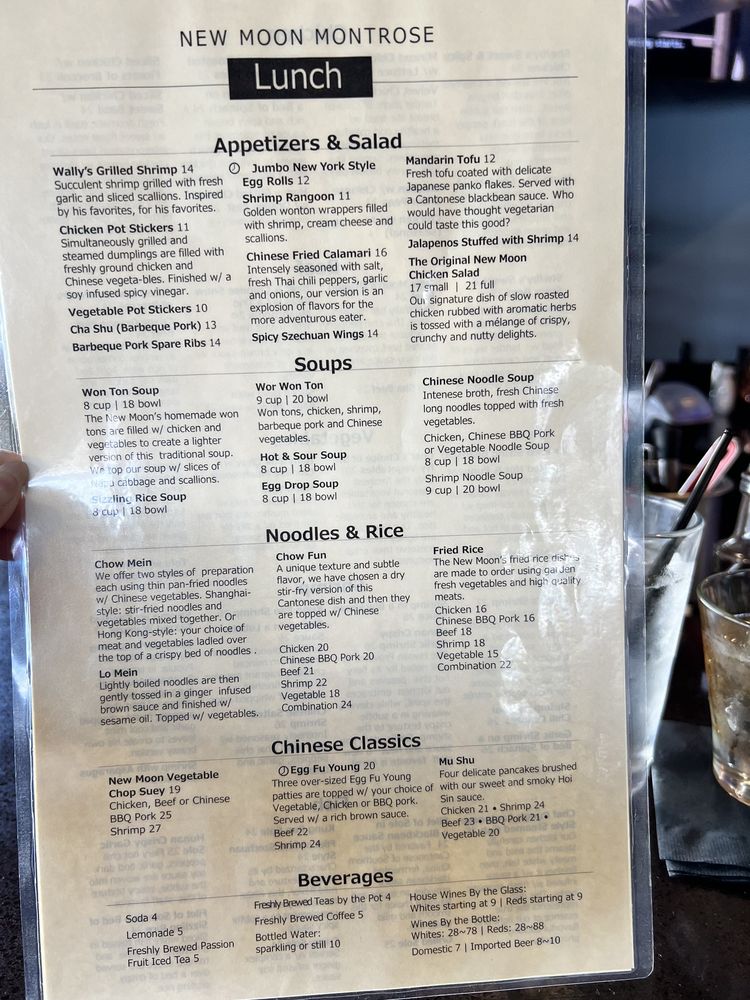 NEW MOON MONTROSE
Lunch
Appetizers & Salad
Wally's Grilled Shrimp 14
Succulent shrimp grilled with fresh
garlic and sliced scallions. Inspired
by his favorites, for his favorites.
Chicken Pot Stickers 11
Simultaneously grilled and
steamed dumplings are filled with
freshly ground chicken and
Chinese vegeta-bles. Finished w/ a
soy infused spicy vinegar.
Vegetable Pot Stickers 10
Cha Shu (Barbeque Pork) 13
Barbeque Pork Spare Ribs 14
Jumbo New York Style
Egg Rolls 12
Shrimp Rangoon 11
Golden wonton wrappers filled
with shrimp, cream cheese and
scallions.
Chinese Fried Calamari 16
Intensely seasoned with salt,
fresh Thai chili peppers, garlic
and onions, our version is an
explosion of flavors for the
more adventurous eater.
Spicy Szechuan Wings 14
Mandarin Tofu 12
Fresh tofu coated with delicate
Japanese panko flakes. Served with
a Cantonese blackbean sauce. Who
would have thought vegetarian
could taste this good?
Jalapenos Stuffed with Shrimp 14
The Original New Moon
Chicken Salad
17 small | 21 full
Our signature dish of slow roasted
chicken rubbed with aromatic herbs
is tossed with a mélange of crispy,
crunchy and nutty delights.
Soups
Won Ton Soup
8 cup | 18 bowl
The New Moon's homemade won
tons are filled w/ chicken and
vegetables to create a lighter
version of this traditional soup.
We top our soup w/ slices of
Napa cabbage and scallions.
Sizzling Rice Soup
8 cup | 18 bowl
Wor Won Ton
9 cup | 20 bowl
Won tons, chicken, shrimp,
barbeque pork and Chinese
vegetables.
Hot & Sour Soup
8 cup | 18 bowl
Egg Drop Soup
8 cup | 18 bowl
Chinese Noodle Soup
Intense broth, fresh Chinese
long noodles topped with fresh
vegetables.
Chicken, Chinese BBQ Pork
or Vegetable Noodle Soup
8 cup | 18 bowl
Shrimp Noodle Soup
9 cup | 20 bowl
Noodles & Rice
Chow Mein
We offer two styles of preparation
each using thin pan-fried noodles
w/ Chinese vegetables. Shanghai-
style: stir-fried noodles and
vegetables mixed together. Or
Hong Kong-style: your choice of
meat and vegetables ladled over
the top of a crispy bed of noodles .
Lo Mein
Lightly boiled noodles are then
gently tossed in a ginger infused
brown sauce and finished w/
sesame oil. Topped w/ vegetables.
Chow Fun
A unique texture and subtle
flavor, we have chosen a dry
stir-fry version of this
Cantonese dish and then they
are topped w/ Chinese
vegetables.
Chicken 20
Chinese BBQ Pork 20
Beef 21
Shrimp 22
Vegetable 18
Combination 24
Fried Rice
The New Moon's fried rice dishes
are made to order using garden
fresh vegetables and high quality
meats.
Chicken 16
Chinese BBQ Pork 16
Beef 18
Shrimp 18
Vegetable 15
Combination 22
Chinese Classics
New Moon Vegetable
Chop Suey 19
Chicken, Beef or Chinese
BBQ Pork 25
Shrimp 27
Egg Fu Young 20
Three over-sized Egg Fu Young
patties are topped w/ your choice of
Vegetable, Chicken or BBQ pork.
Served w/ a rich brown sauce.
Beef 22
Shrimp 24
Mu Shu
Four delicate pancakes brushed
with our sweet and smoky Hoi
Sin sauce.
Chicken 21 • Shrimp 24
Beef 23 • BBQ Pork 21 •
Vegetable 20
Beverages
Soda 4
Lemonade 5
Freshly Brewed Passion
Fruit Iced Tea 5
Freshly Brewed Teas by the Pot 4
Freshly Brewed Coffee 5
Bottled Water:
sparkling or still 10
House Wines By the Glass:
Whites starting at 9 | Reds starting at 9
Wines By the Bottle:
Whites: 28~78 | Reds: 28~88
Domestic 7 | Imported Beer 8~10